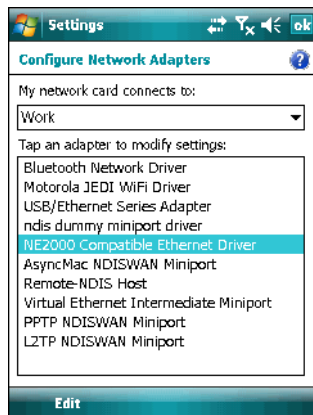 Settings
ok
Configure Network Adapters
?
My network card connects to:
Work
Tap an adapter to modify settings:
Bluetooth Network Driver
Motorola JEDI WiFi Driver
USB/Ethernet Series Adapter
ndis dummy miniport driver
NE2000 Compatible Ethernet Driver
AsyncMac NDISWAN Miniport
Remote-NDIS Host
Virtual Ethernet Intermediate Miniport
PPTP NDISWAN Miniport
L2TP NDISWAN Miniport
Edit